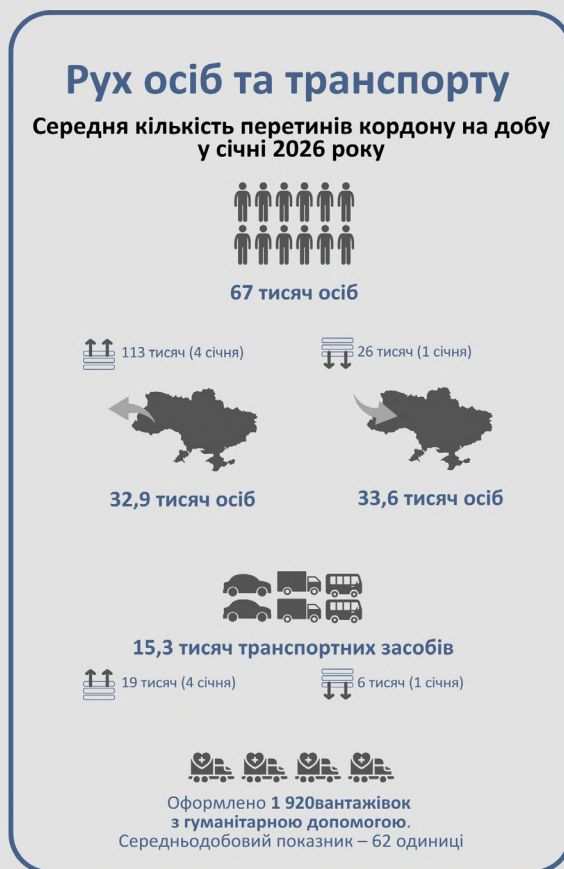 Рух осіб та транспорту
Середня кількість перетинів кордону на добу
у січні 2026 року
67 тисяч осіб
113 тисяч (4 січня)
26 тисяч (1 січня)
32,9 тисяч осіб
33,6 тисяч осіб
15,3 тисяч транспортних засобів
19 тисяч (4 січня)
6 тисяч (1 січня)
Оформлено 1 920вантажівок
з гуманітарною допомогою.
Середньодобовий показник – 62 одиниці